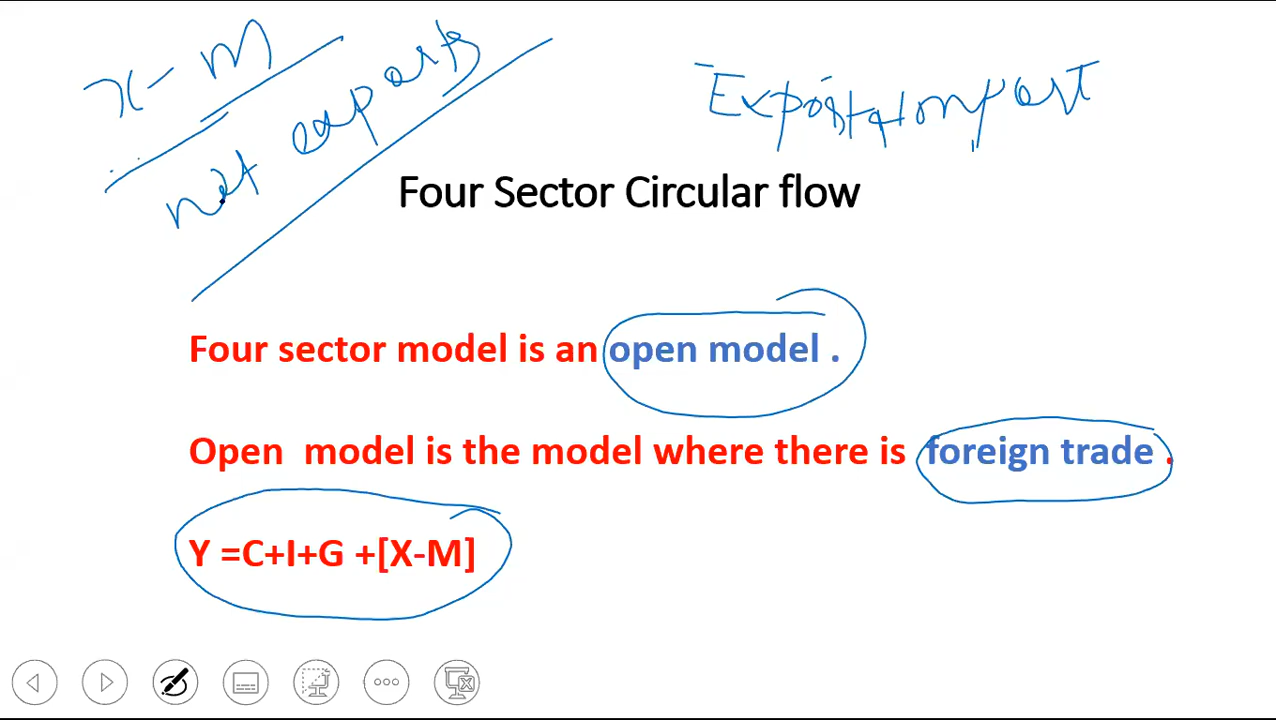 x - m
net exports
Export & Import
Four Sector Circular flow
Four sector model is an open model .
Open model is the model where there is foreign trade .
Y =C+I+G +[X-M]